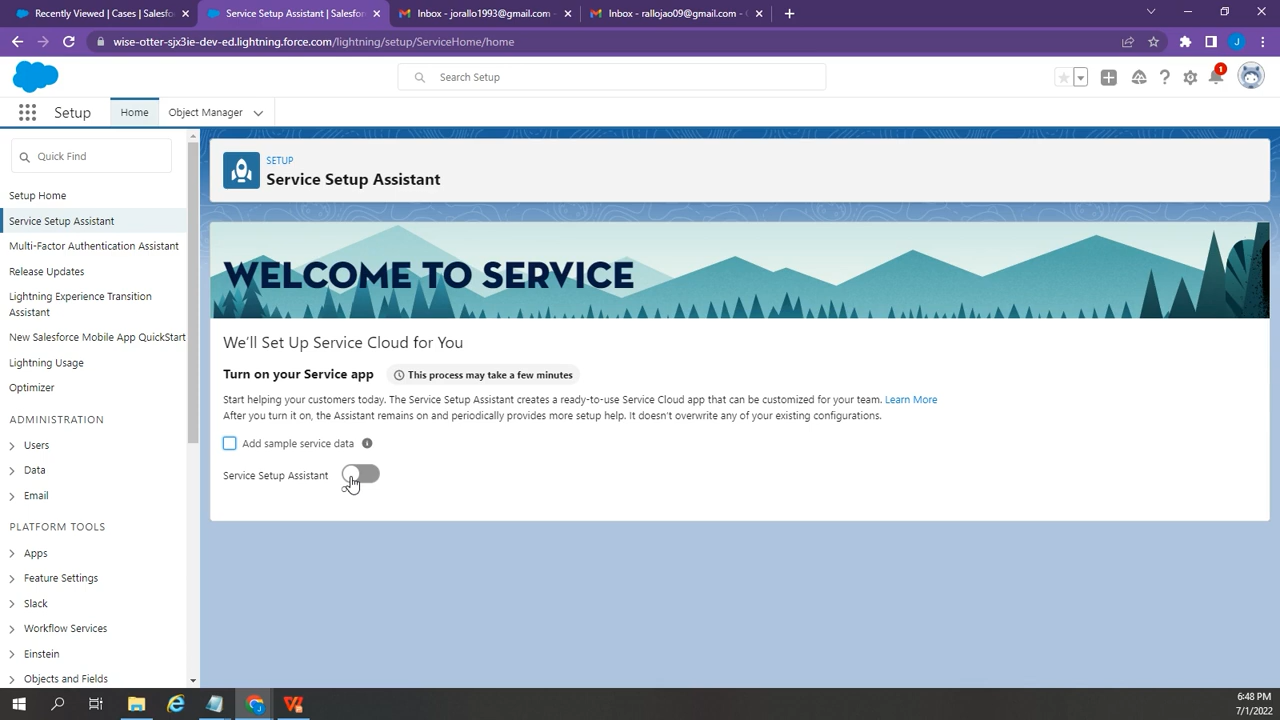 Recently Viewed | Cases | Salesfo
Service Setup Assistant | Salesfor
Inbox - jorallo1993@gmail.com -
Inbox - rallojao09@gmail.com -
wise-otter-sjx3ie-dev-ed.lightning.force.com/lightning/setup/ServiceHome/home
J
Search Setup
1
Setup
Home
Object Manager
Quick Find
Setup Home
Service Setup Assistant
Multi-Factor Authentication Assistant
Release Updates
Lightning Experience Transition
Assistant
New Salesforce Mobile App QuickStart
Lightning Usage
Optimizer
ADMINISTRATION
Users
Data
Email
PLATFORM TOOLS
Apps
Feature Settings
Slack
Workflow Services
Einstein
Objects and Fields
SETUP
Service Setup Assistant
WELCOME TO SERVICE
We'll Set Up Service Cloud for You
Turn on your Service app
This process may take a few minutes
Start helping your customers today. The Service Setup Assistant creates a ready-to-use Service Cloud app that can be customized for your team. Learn More
After you turn it on, the Assistant remains on and periodically provides more setup help. It doesn't overwrite any of your existing configurations.
Add sample service data
Service Setup Assistant
6:48 PM
7/1/2022